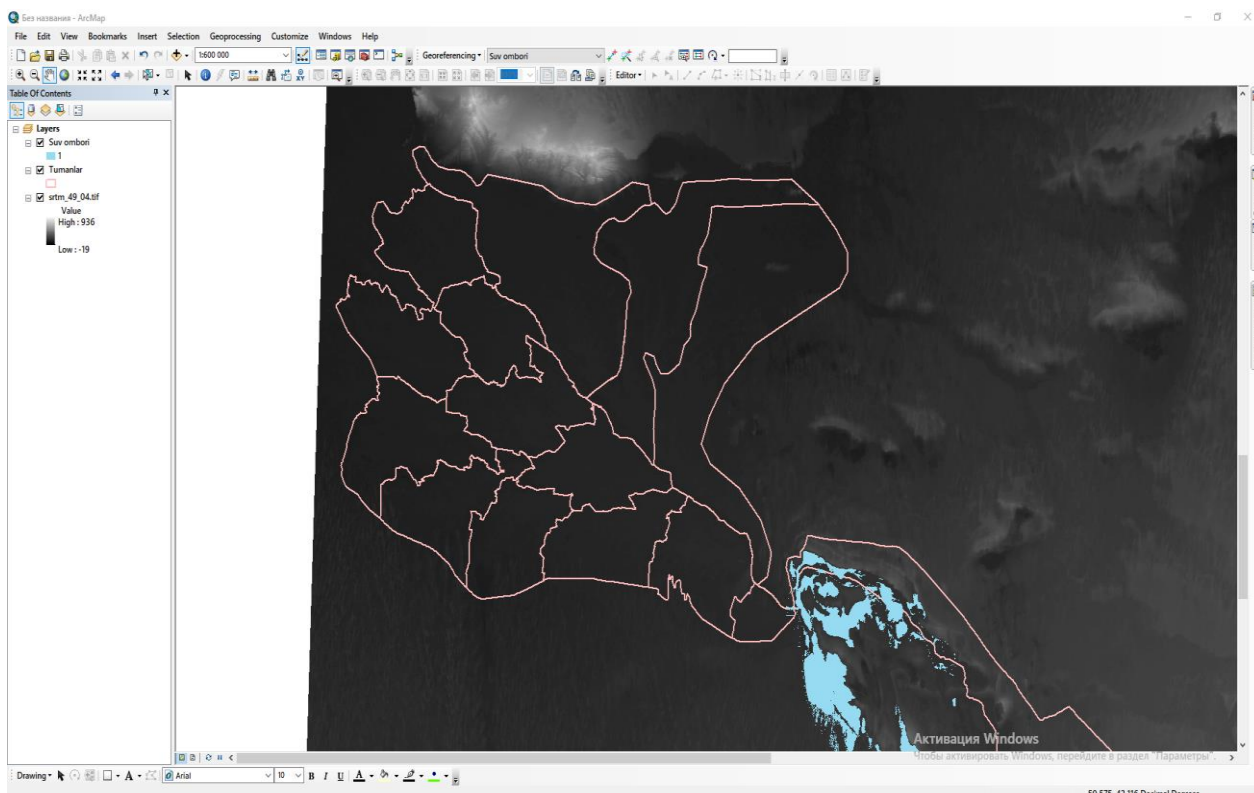 Без названия - ArcMap
File Edit View Bookmarks Insert Selection Geoprocessing Customize Windows Help
1:600 000 Georeferencing Suv ombori
Editor
Table Of Contents
Layers
Suv ombori
1
Tumanlar
srtm_49_04.tif
Value
High : 936
Low : -19
Активация Windows
Чтобы активировать Windows, перейдите в раздел "Параметры".
Drawing A Arial 10 B I U A
Decimal Degrees